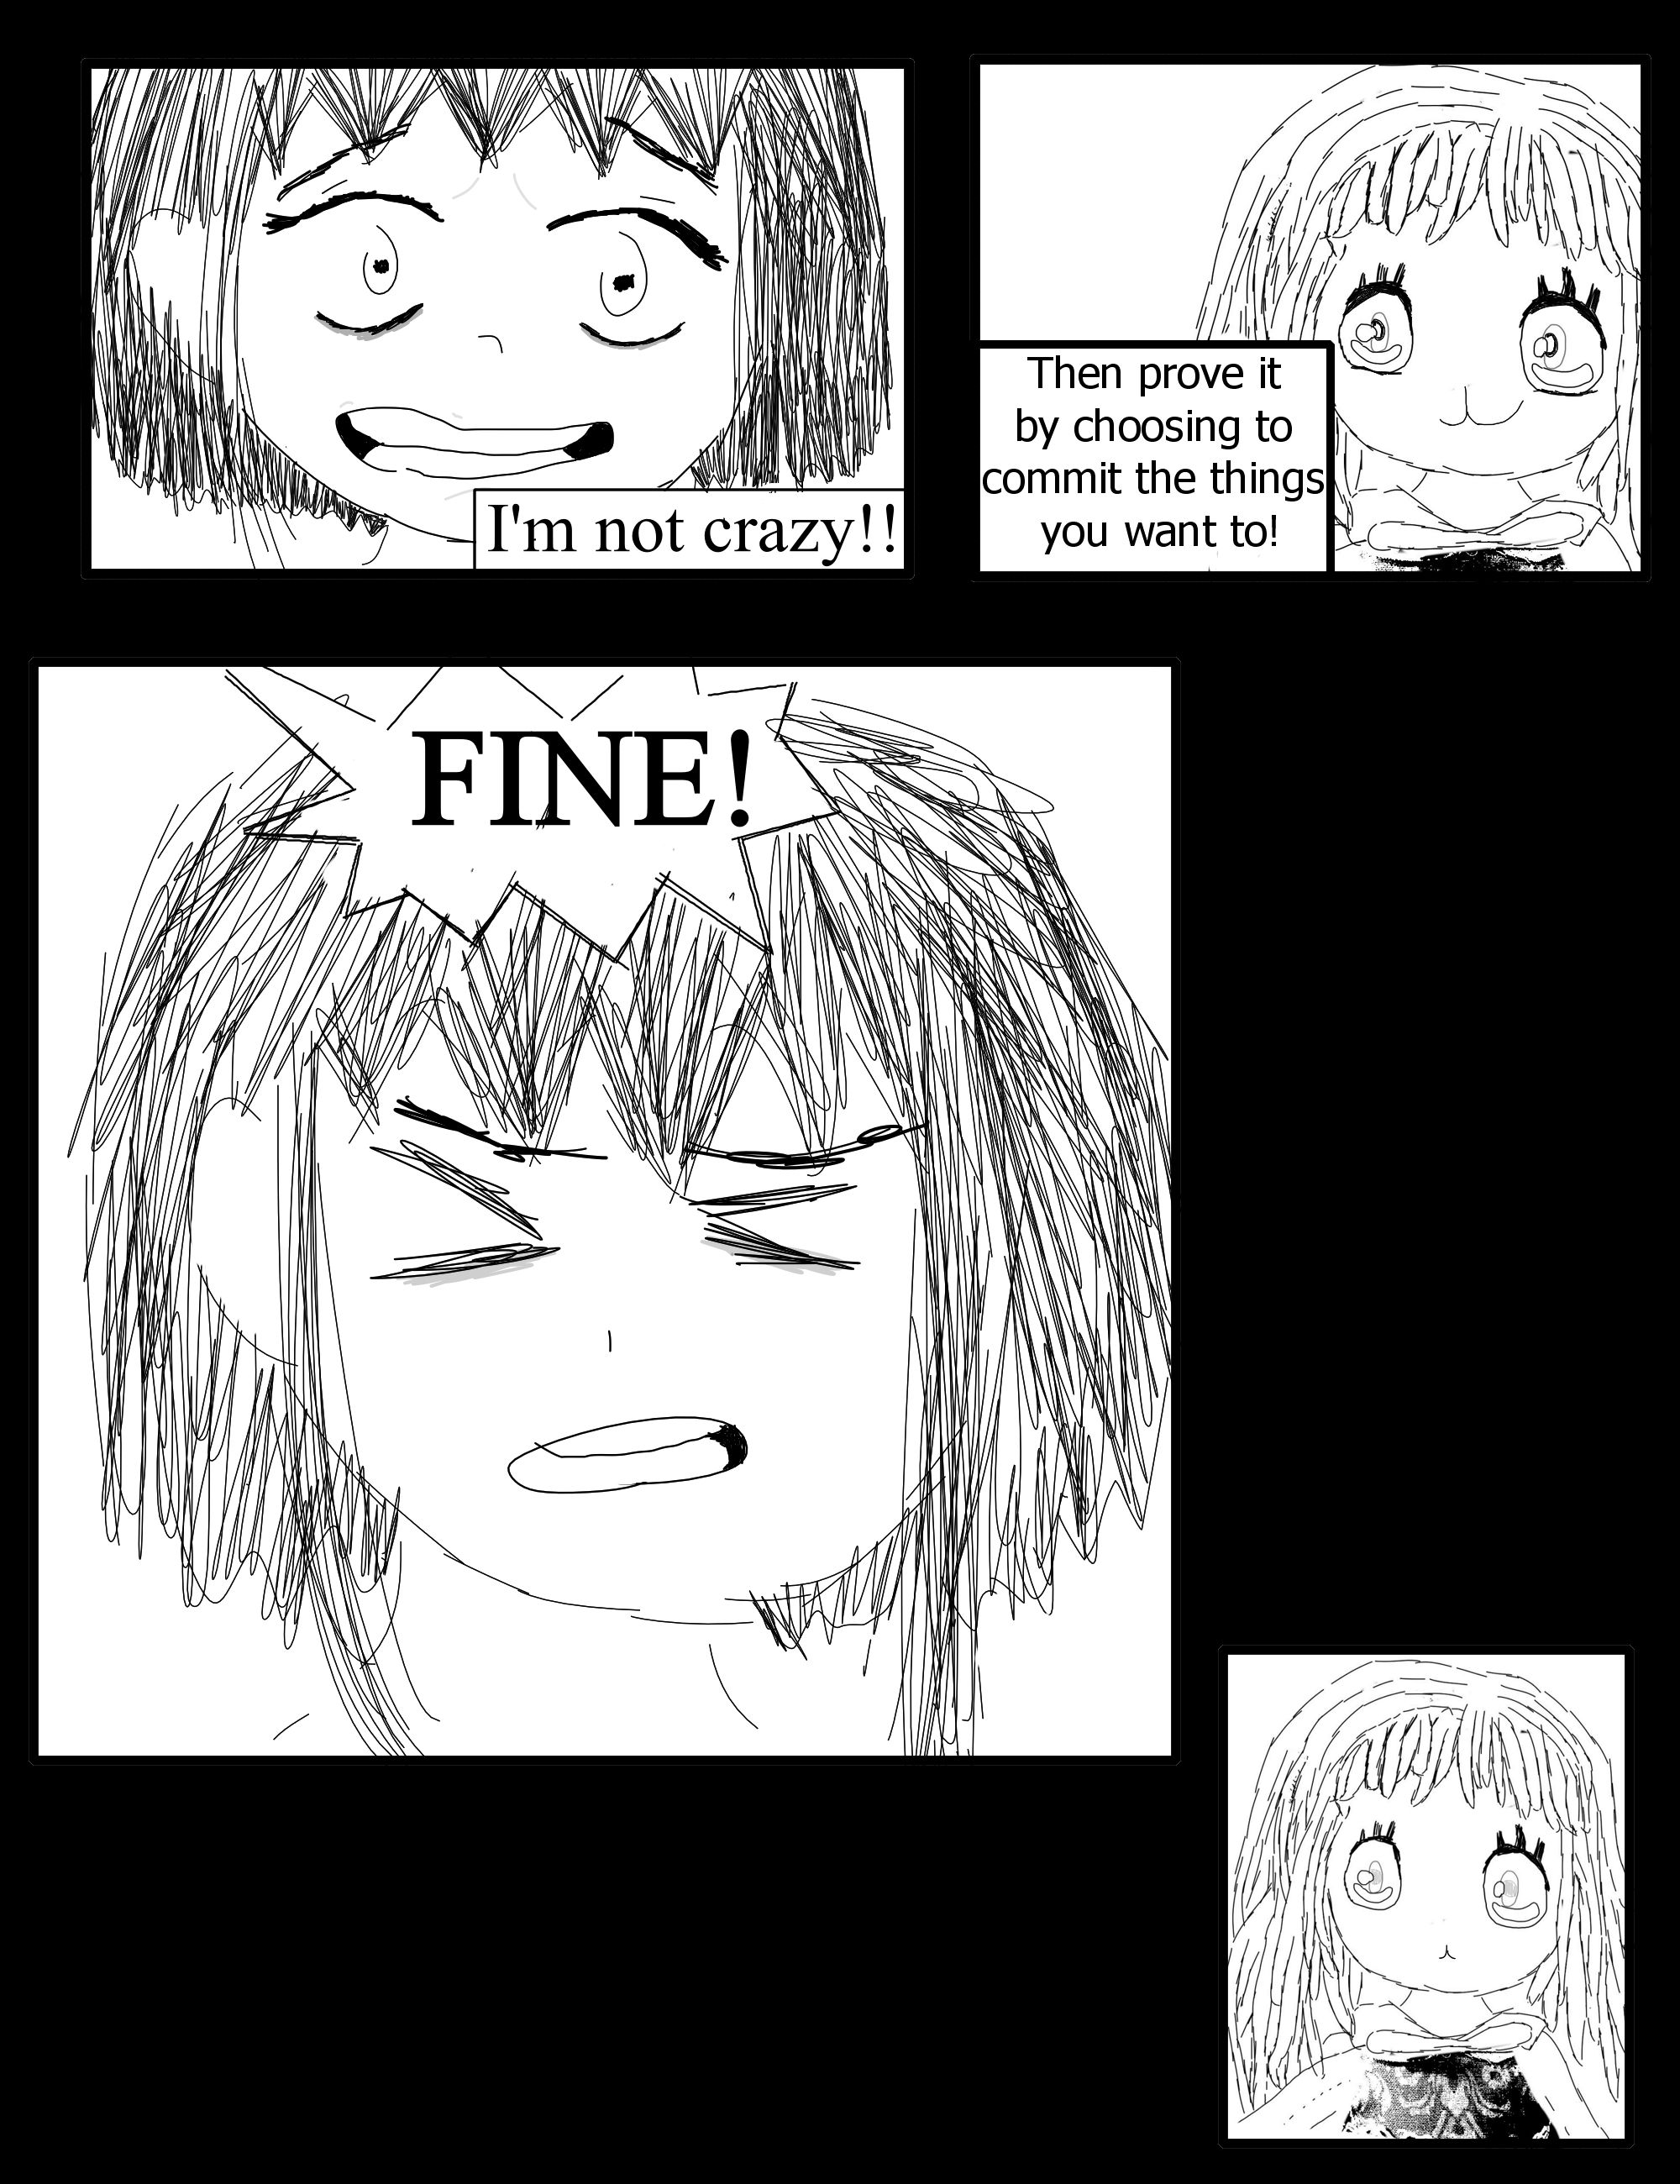 I'm not crazy!!
Then prove it
by choosing to
commit the things
you want to!
FINE!